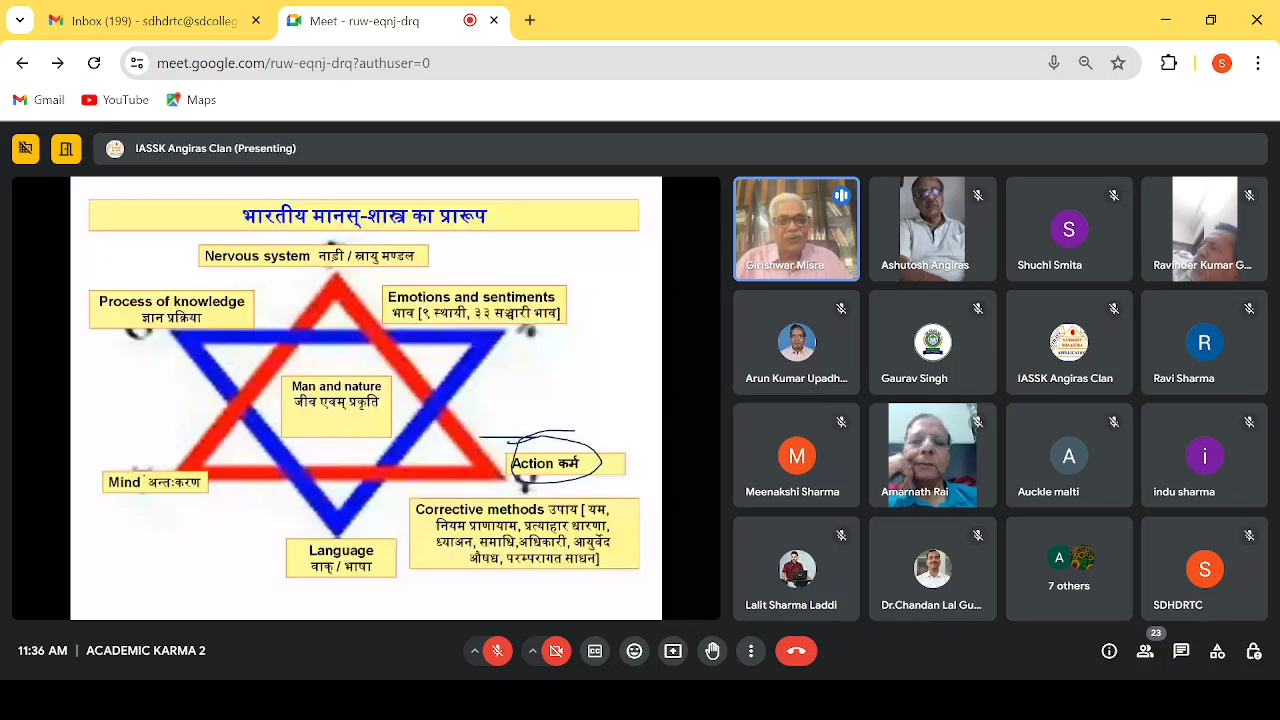 Inbox (199) - sdhdrtc@sdcolleg
Meet - ruw-eqnj-drq
meet.google.com/ruw-eqnj-drq?authuser=0
S
Gmail
YouTube
Maps
IASSK Angiras Clan (Presenting)
भारतीय मानस्-शास्त्र का प्रारूप
Nervous system नाड़ी / स्नायु मण्डल
Process of knowledge
ज्ञान प्रक्रिया
Emotions and sentiments
भाव [९ स्थायी, ३३ सञ्चारी भाव]
Man and nature
जीव एवम् प्रकृति
Action कर्म
Mind अन्तःकरण
Corrective methods उपाय [ यम,
नियम प्राणायाम, प्रत्याहार धारणा,
ध्याअन, समाधि,अधिकारी, आयुर्वेद
औषध, परम्परागत साधन]
Language
वाक् / भाषा
Girishwar Misra
Ashutosh Angiras
S
Shuchi Smita
Ravinder Kumar G...
Arun Kumar Upadh...
Gaurav Singh
IASSK Angiras Clan
R
Ravi Sharma
M
Meenakshi Sharma
Amarnath Rai
A
Auckle malti
i
indu sharma
Lalit Sharma Laddi
Dr.Chandan Lal Gu...
A
7 others
S
SDHDRTC
11:36 AM | ACADEMIC KARMA 2
23